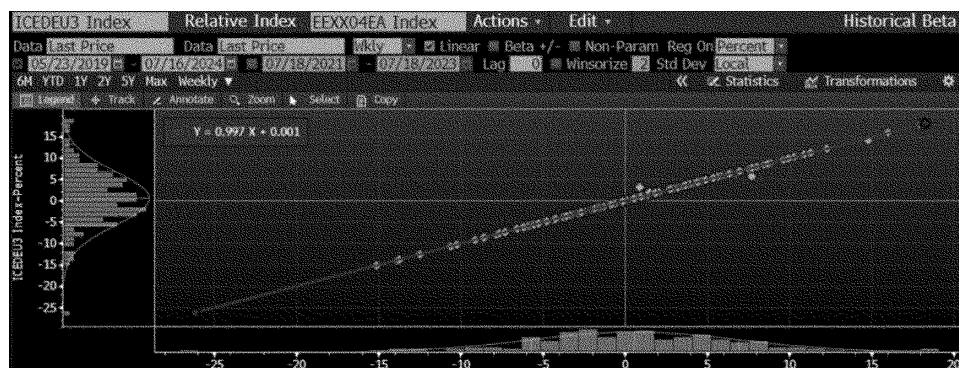 ICEDEU3 Index Relative Index EEXX04EA Index Actions Edit Historical Beta
Data Last Price Data Last Price Wkly Linear Beta +/- Non-Param Reg On Percent
05/23/2019 - 07/16/2024 07/18/2021 - 07/18/2023 Lag 0 Winsorize 2 Std Dev Local
6M YTD 1Y 2Y 5Y Max Weekly ▼ « Statistics Transformations
Legend Track Annotate Zoom Select Copy
Y = 0.997 X + 0.001
ICEDEU3 Index-Percent
15
10
5
0
-5
-10
-15
-20
-25
-25 -20 -15 -10 -5 0 5 10 15 20